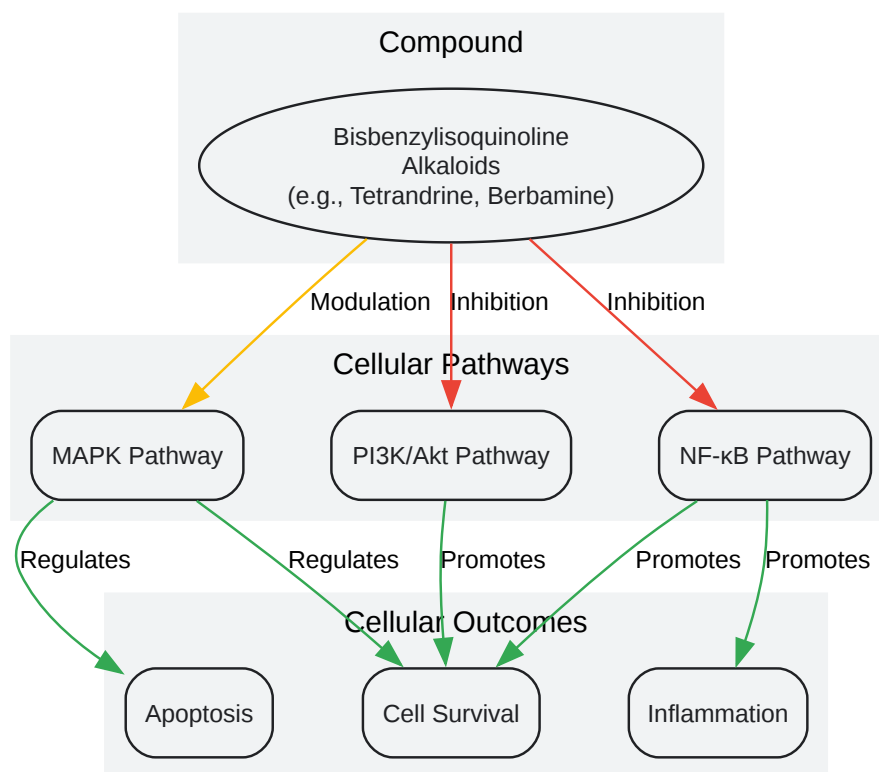 Compound
Bisbenzylisoquinoline
Alkaloids
(e.g., Tetrandrine, Berbamine)
Modulation
Inhibition
Inhibition
Cellular Pathways
MAPK Pathway
PI3K/Akt Pathway
NF-κB Pathway
Regulates
Regulates
Promotes
Promotes
Promotes
Cellular Outcomes
Apoptosis
Cell Survival
Inflammation